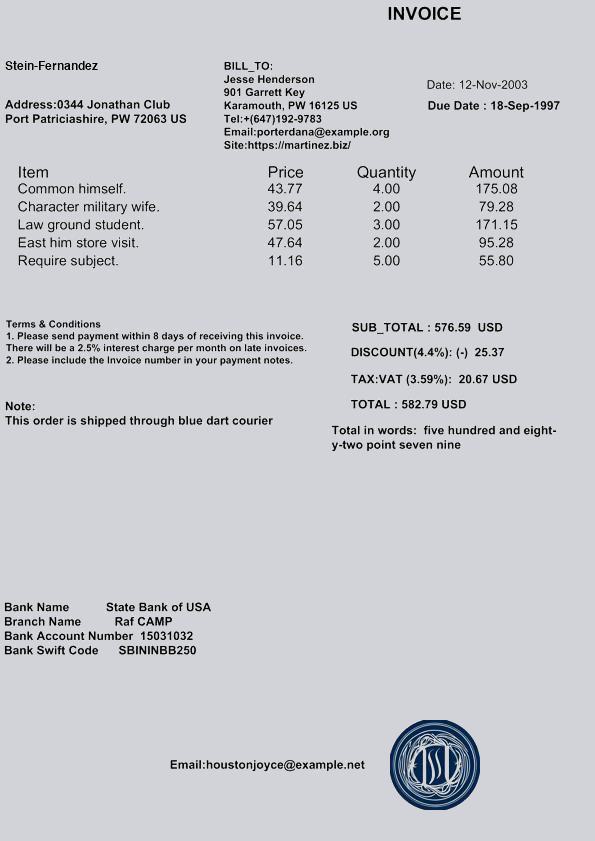 INVOICE
Stein-Fernandez
Address:0344 Jonathan Club
Port Patriciashire, PW 72063 US
BILL_TO:
Jesse Henderson
901 Garrett Key
Karamouth, PW 16125 US
Tel:+(647)192-9783
Email:porterdana@example.org
Site:https://martinez.biz/
Date: 12-Nov-2003
Due Date : 18-Sep-1997
Item Price Quantity Amount
Common himself. 43.77 4.00 175.08
Character military wife. 39.64 2.00 79.28
Law ground student. 57.05 3.00 171.15
East him store visit. 47.64 2.00 95.28
Require subject. 11.16 5.00 55.80
Terms & Conditions
1. Please send payment within 8 days of receiving this invoice.
There will be a 2.5% interest charge per month on late invoices.
2. Please include the Invoice number in your payment notes.
Note:
This order is shipped through blue dart courier
SUB_TOTAL : 576.59 USD
DISCOUNT(4.4%): (-) 25.37
TAX:VAT (3.59%): 20.67 USD
TOTAL : 582.79 USD
Total in words: five hundred and eight-
y-two point seven nine
Bank Name State Bank of USA
Branch Name Raf CAMP
Bank Account Number 15031032
Bank Swift Code SBININBB250
Email:houstonjoyce@example.net